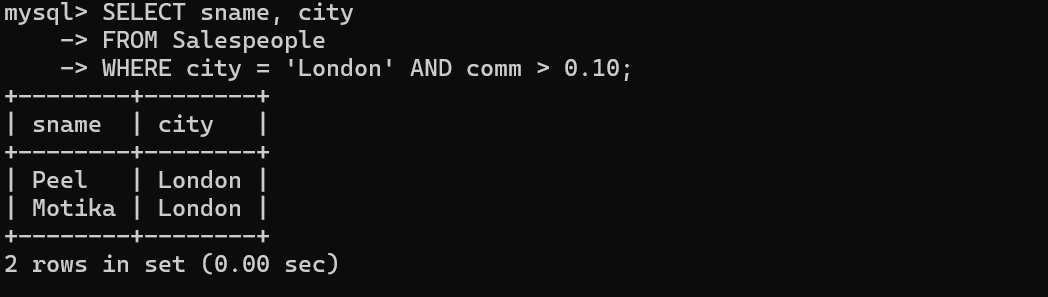 mysql> SELECT sname, city
    -> FROM Salespeople
    -> WHERE city = 'London' AND comm > 0.10;
+--------+--------+
| sname  | city   |
+--------+--------+
| Peel   | London |
| Motika | London |
+--------+--------+
2 rows in set (0.00 sec)